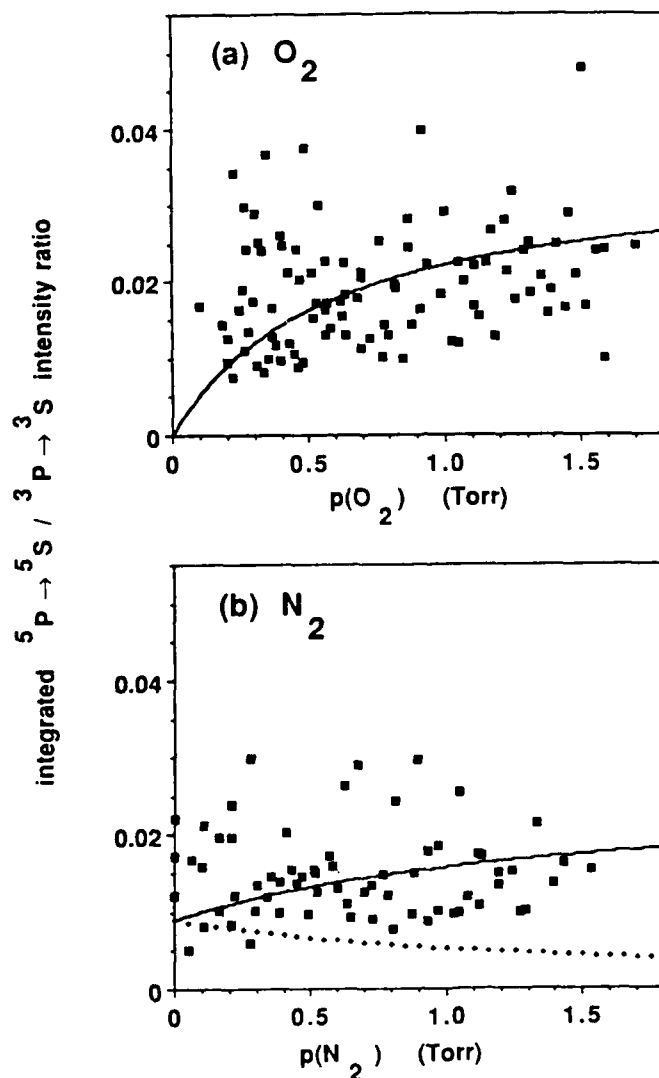 integrated ⁵P → ⁵S / ³P → ³S intensity ratio
(a) O₂
0.04
0.02
0
0 0.5 1.0 1.5
p(O₂) (Torr)
(b) N₂
0.04
0.02
0
0 0.5 1.0 1.5
p(N₂) (Torr)